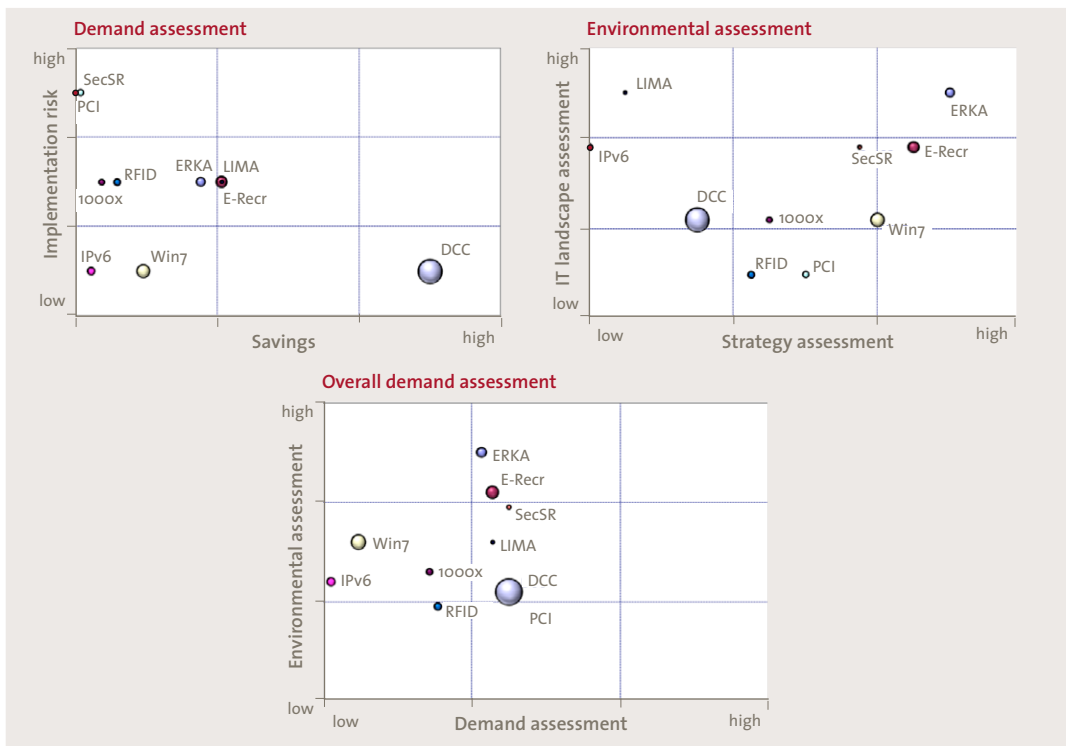 Demand assessment
high
Implementation risk
low
SecSR
PCI
RFID
1000x
ERKA
LIMA
E-Recr
IPv6
Win7
DCC
Savings
high
Environmental assessment
high
IT landscape assessment
low
LIMA
ERKA
IPv6
SecSR
E-Recr
DCC
1000x
Win7
RFID
PCI
low
Strategy assessment
high
Overall demand assessment
high
Environmental assessment
low
ERKA
E-Recr
SecSR
Win7
LIMA
IPv6
1000x
DCC
RFID
PCI
low
Demand assessment
high